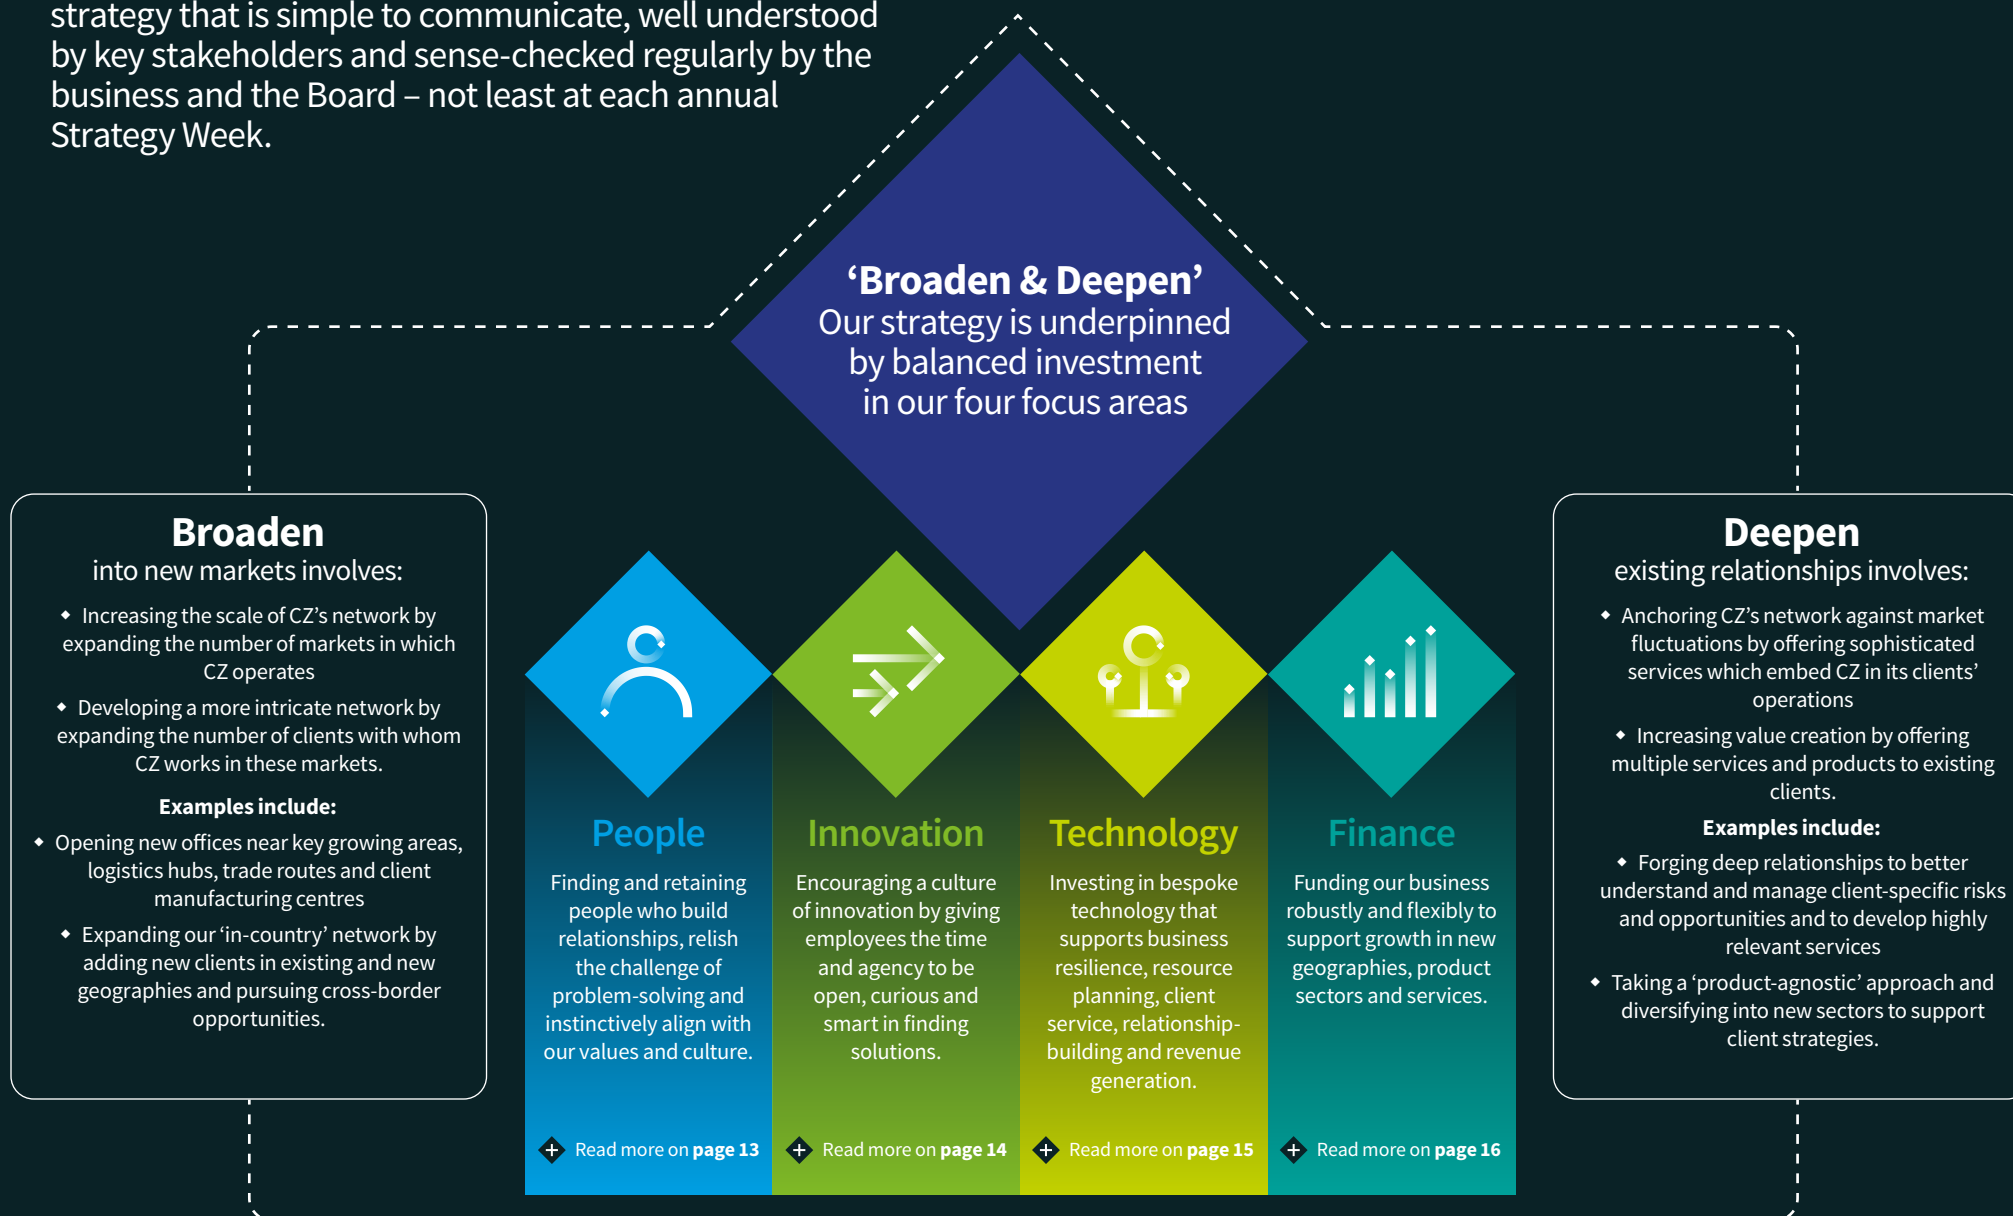 strategy that is simple to communicate, well understood
by key stakeholders and sense-checked regularly by the
business and the Board – not least at each annual
Strategy Week.
‘Broaden & Deepen’
Our strategy is underpinned
by balanced investment
in our four focus areas
Broaden
into new markets involves:
Increasing the scale of CZ’s network by
expanding the number of markets in which
CZ operates
Developing a more intricate network by
expanding the number of clients with whom
CZ works in these markets.
Examples include:
Opening new offices near key growing areas,
logistics hubs, trade routes and client
manufacturing centres
Expanding our ‘in-country’ network by
adding new clients in existing and new
geographies and pursuing cross-border
opportunities.
People
Finding and retaining
people who build
relationships, relish
the challenge of
problem-solving and
instinctively align with
our values and culture.
Read more on page 13
Innovation
Encouraging a culture
of innovation by giving
employees the time
and agency to be
open, curious and
smart in finding
solutions.
Read more on page 14
Technology
Investing in bespoke
technology that
supports business
resilience, resource
planning, client
service, relationship-
building and revenue
generation.
Read more on page 15
Finance
Funding our business
robustly and flexibly to
support growth in new
geographies, product
sectors and services.
Read more on page 16
Deepen
existing relationships involves:
Anchoring CZ’s network against market
fluctuations by offering sophisticated
services which embed CZ in its clients’
operations
Increasing value creation by offering
multiple services and products to existing
clients.
Examples include:
Forging deep relationships to better
understand and manage client-specific risks
and opportunities and to develop highly
relevant services
Taking a ‘product-agnostic’ approach and
diversifying into new sectors to support
client strategies.